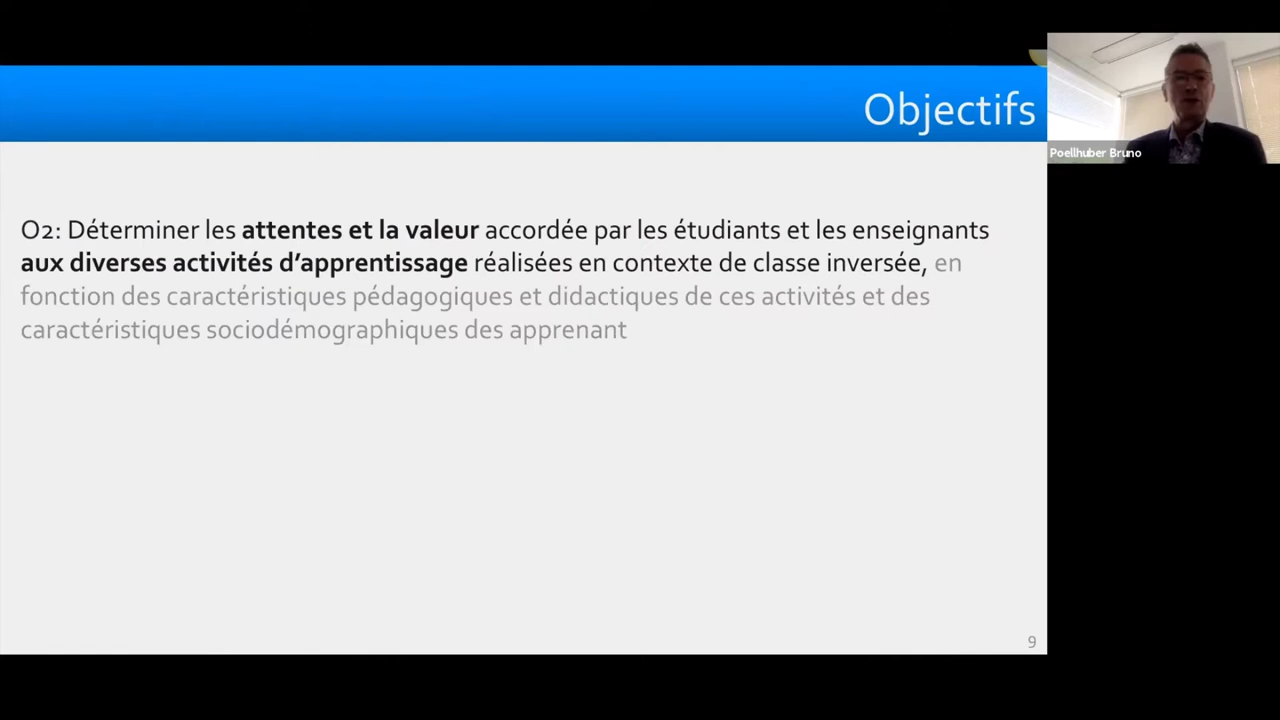 Objectifs
Poellhuber Bruno
O2: Déterminer les attentes et la valeur accordée par les étudiants et les enseignants
aux diverses activités d’apprentissage réalisées en contexte de classe inversée, en
fonction des caractéristiques pédagogiques et didactiques de ces activités et des
caractéristiques sociodémographiques des apprenant
9